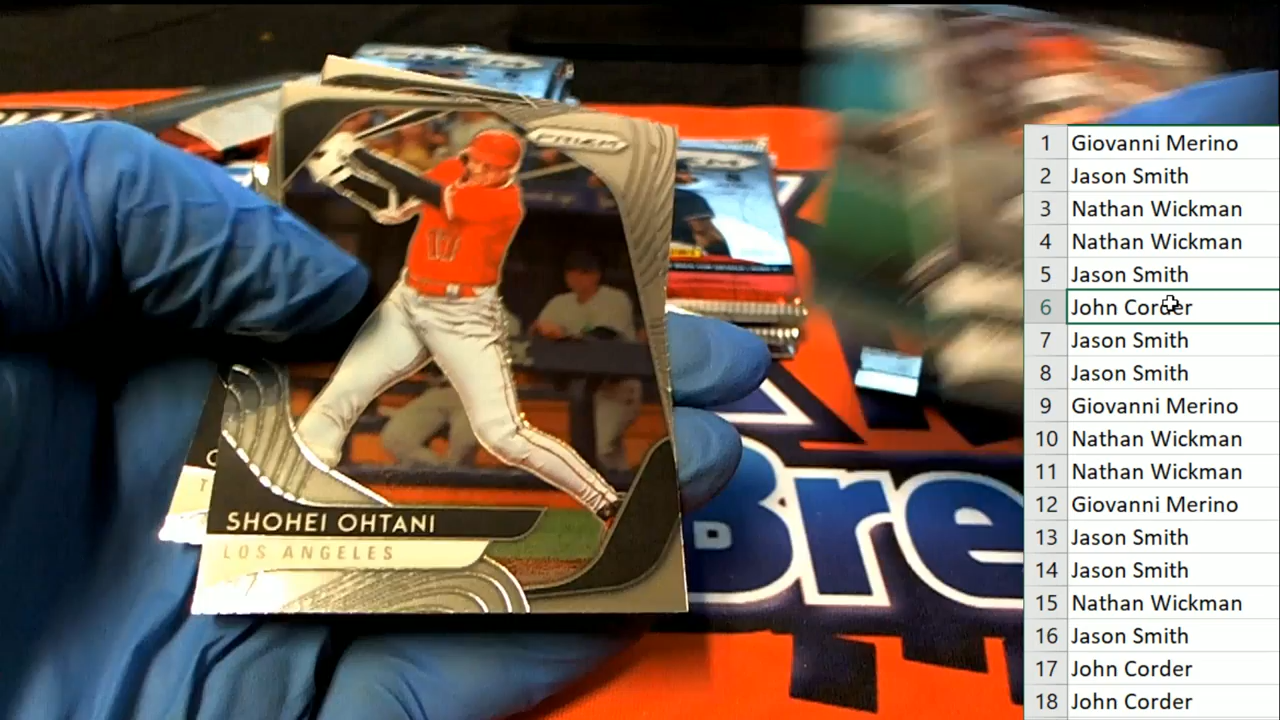 PRIZM
17
SHOHEI OHTANI
LOS ANGELES
Bre
1 Giovanni Merino
2 Jason Smith
3 Nathan Wickman
4 Nathan Wickman
5 Jason Smith
6 John Corder
7 Jason Smith
8 Jason Smith
9 Giovanni Merino
10 Nathan Wickman
11 Nathan Wickman
12 Giovanni Merino
13 Jason Smith
14 Jason Smith
15 Nathan Wickman
16 Jason Smith
17 John Corder
18 John Corder